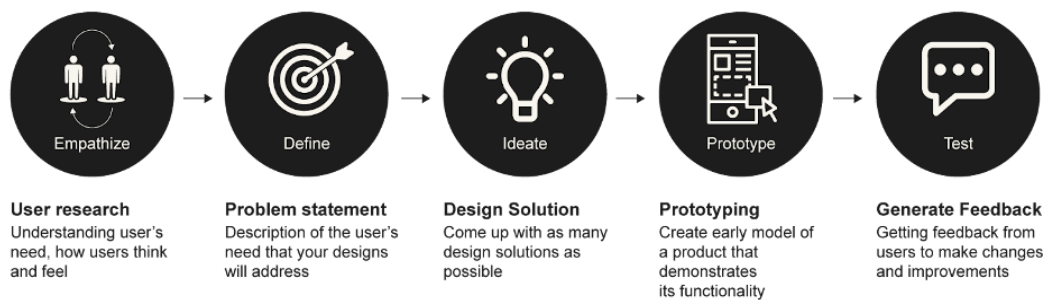 Empathize
Define
Ideate
Prototype
Test
User research
Understanding user's
need, how users think
and feel
Problem statement
Description of the user's
need that your designs
will address
Design Solution
Come up with as many
design solutions as
possible
Prototyping
Create early model of
a product that
demonstrates
its functionality
Generate Feedback
Getting feedback from
users to make changes
and improvements